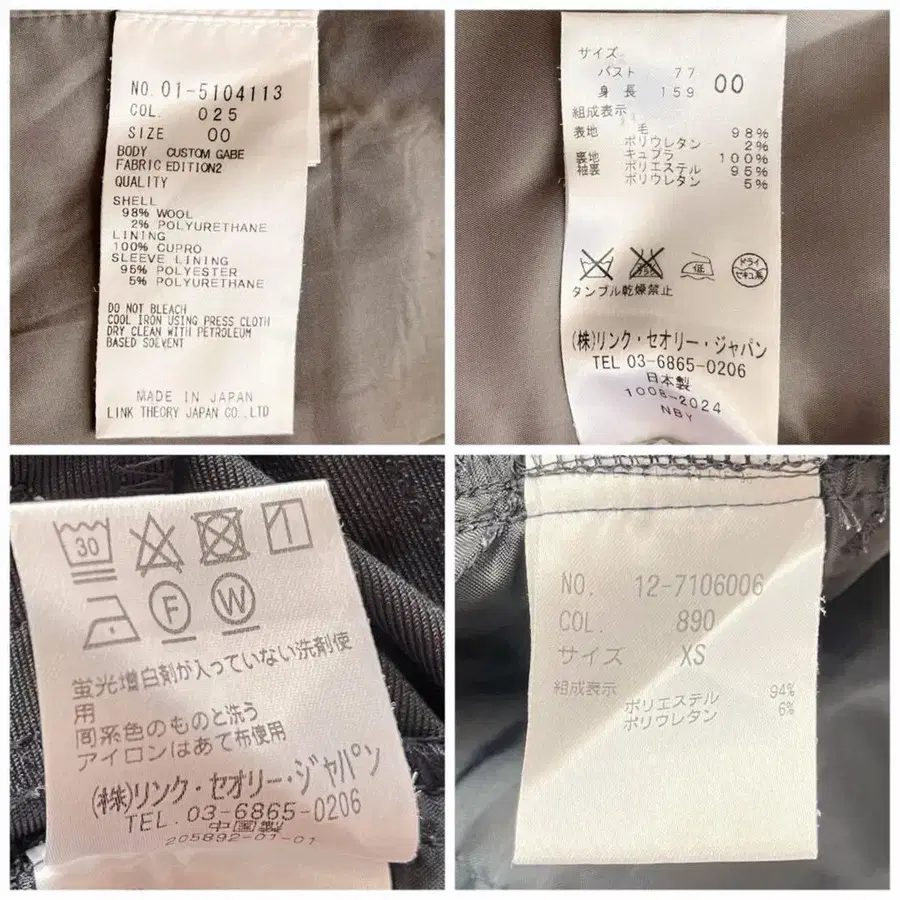 NO. 01-5104113
COL. 025
SIZE 00
BODY CUSTOM GABE
FABRIC EDITION2
QUALITY
SHELL
98% WOOL
2% POLYURETHANE
LINING
100% CUPRO
SLEEVE LINING
95% POLYESTER
5% POLYURETHANE
DO NOT BLEACH
COOL IRON USING PRESS CLOTH
DRY CLEAN WITH PETROLEUM
BASED SOLVENT
MADE IN JAPAN
LINK THEORY JAPAN CO., LTD
サイズ
バスト 77
身長 159 00
組成表示
表地 毛 98%
ポリウレタン 2%
裏地 キュプラ 100%
袖裏 ポリエステル 95%
ポリウレタン 5%
低 ドライ
セキユ系
タンブル乾燥禁止
(株)リンク・セオリー・ジャパン
TEL 03-6865-0206
日本製
1008-2024
NBY
30
F W
蛍光増白剤が入っていない洗剤使
用
同系色のものと洗う
アイロンはあて布使用
(株)リンク・セオリー・ジャパン
TEL. 03-6865-0206
中国製
205892-01-01
NO. 12-7106006
COL. 890
サイズ XS
組成表示
ポリエステル 94%
ポリウレタン 6%